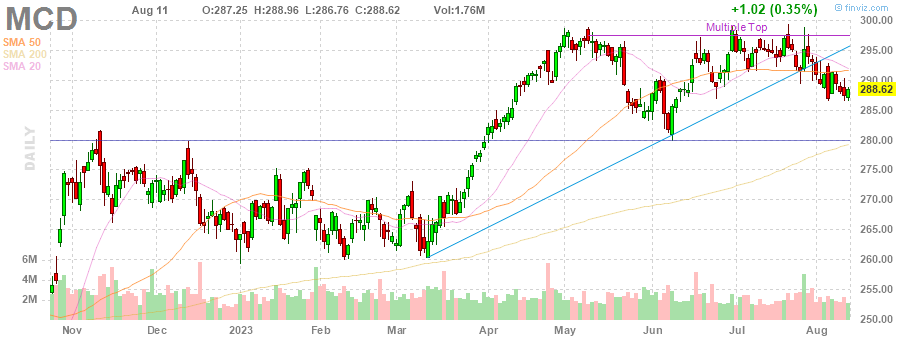 MCD
Aug 11 O:287.25 H:288.96 L:286.76 C:288.62 Vol:1.76M +1.02 (0.35%)
© finviz.com
SMA 50
SMA 200
SMA 20
Multiple Top
DAILY
300.00
295.00
290.00
288.62
285.00
280.00
275.00
270.00
265.00
260.00
255.00
250.00
6M
4M
2M
Nov Dec 2023 Feb Mar Apr May Jun Jul Aug